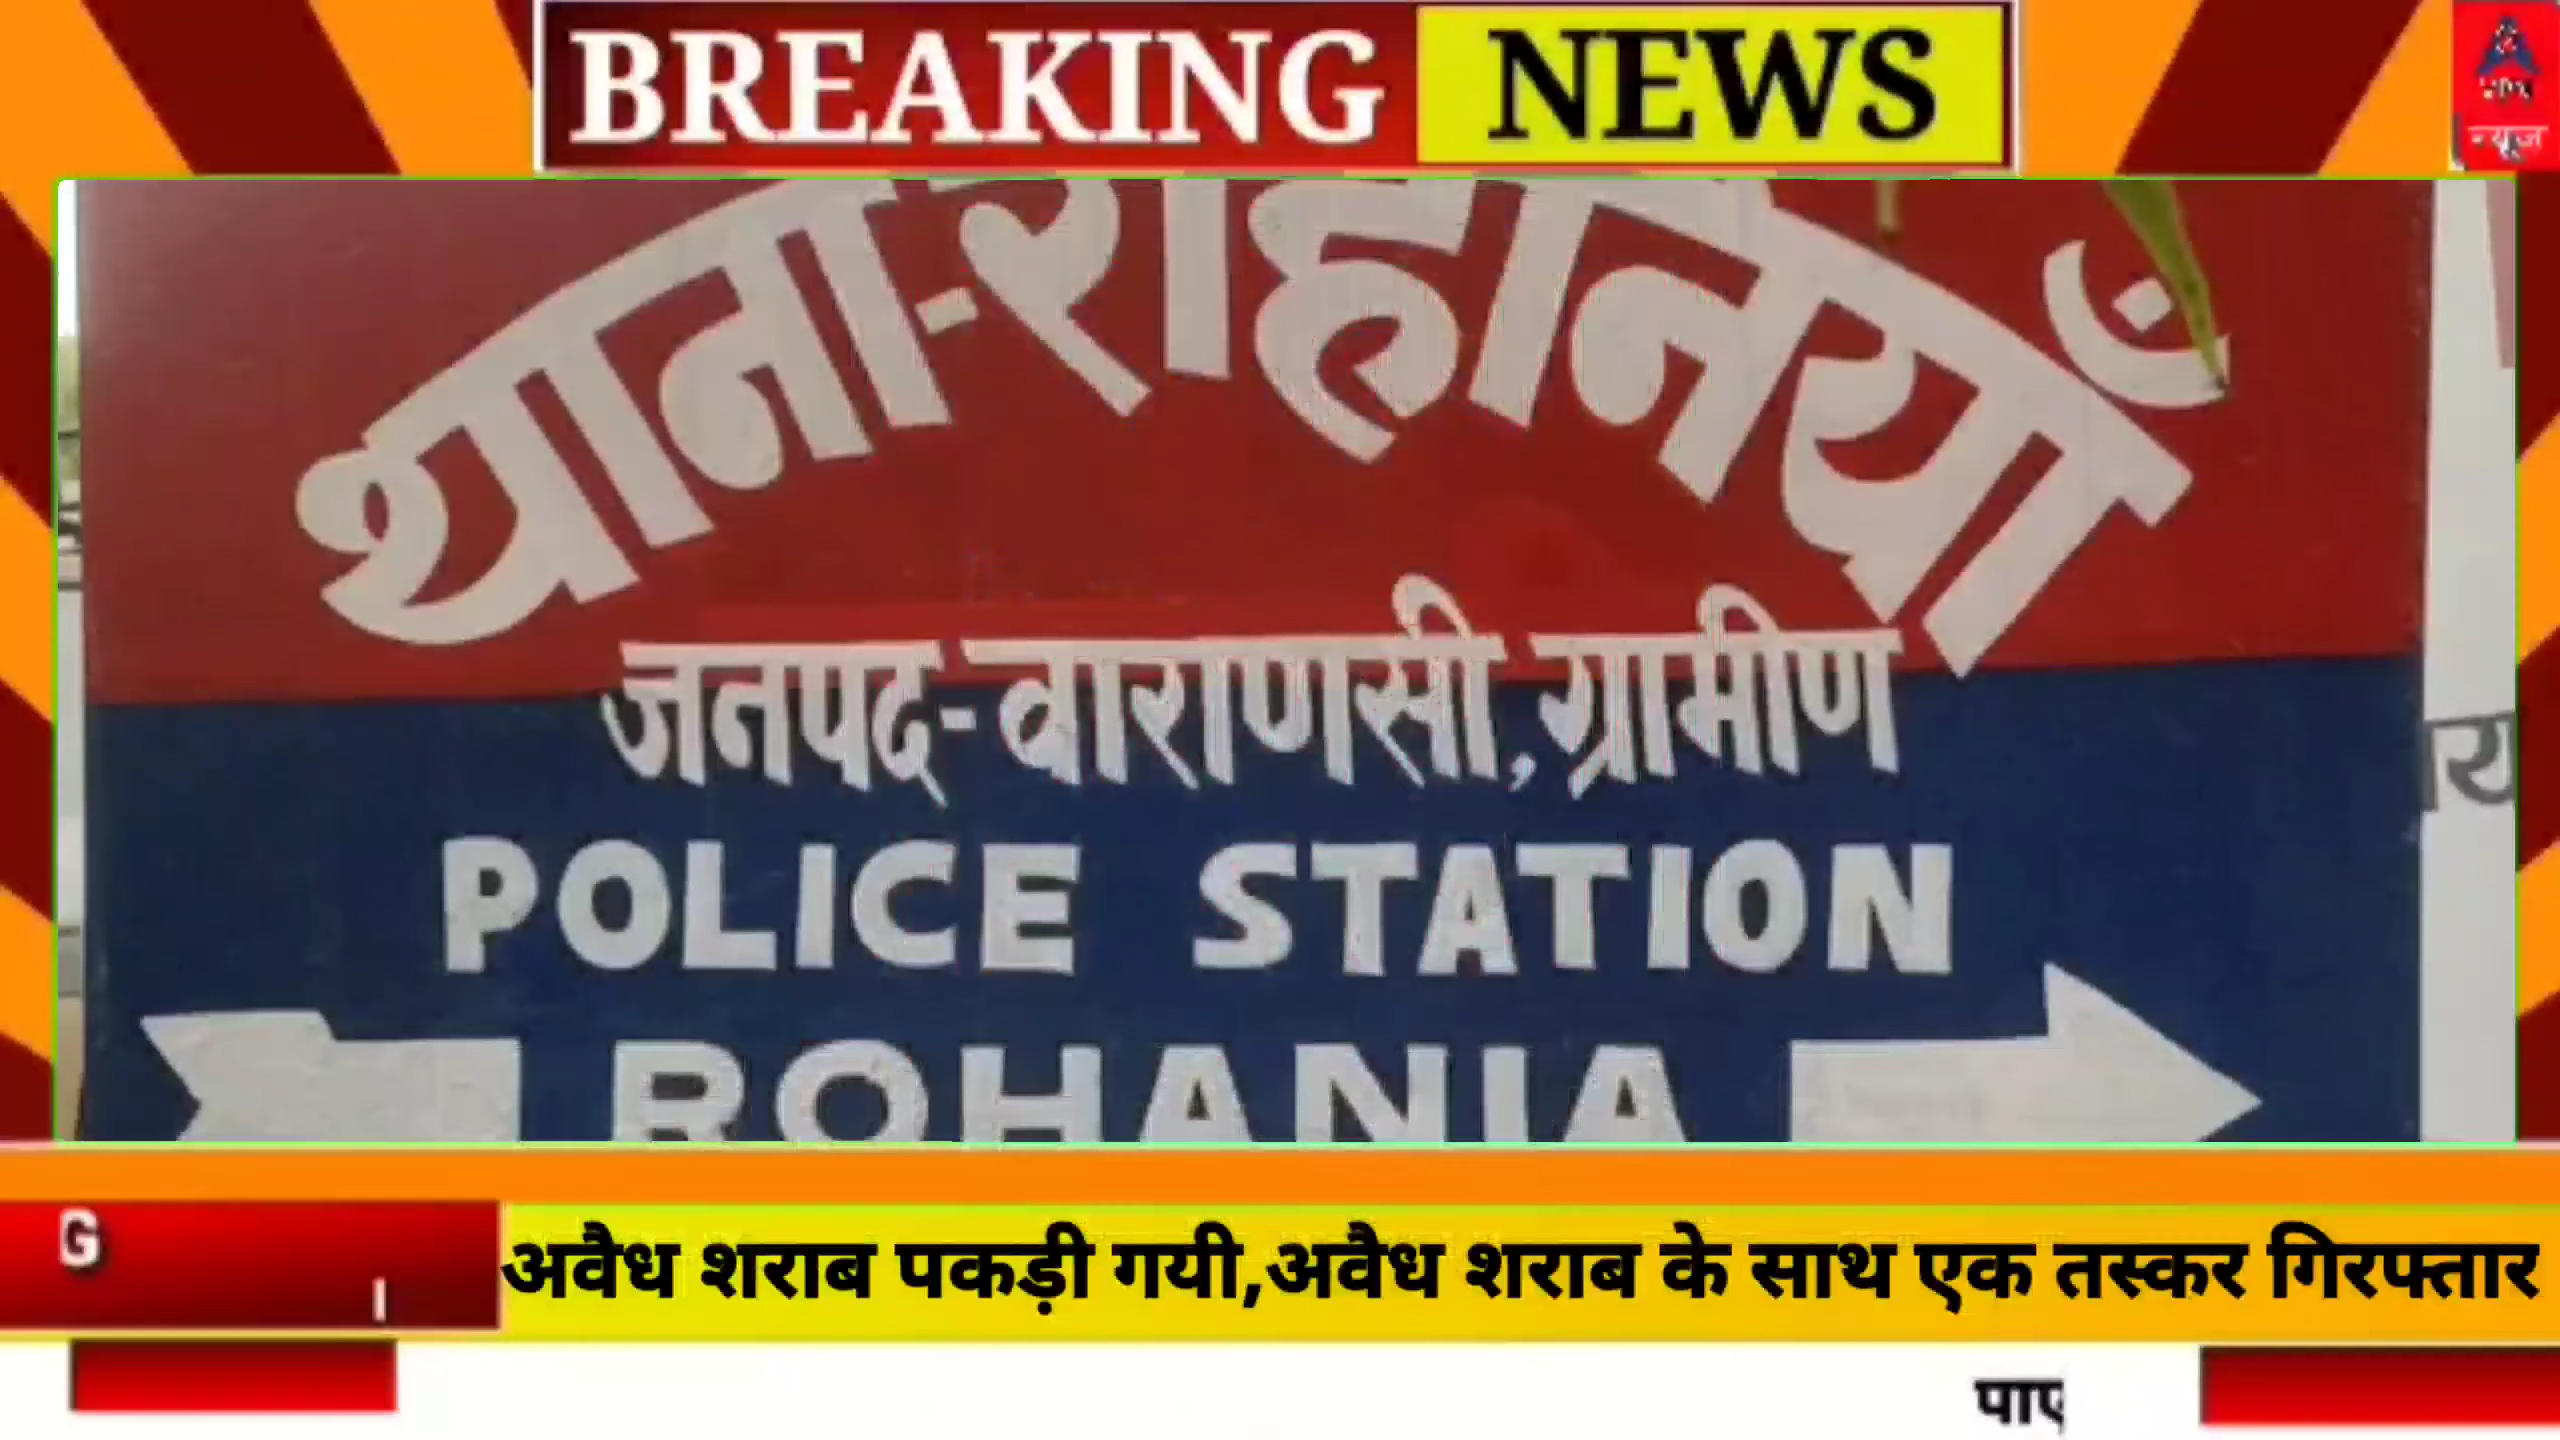 BREAKING NEWS
न्यूज
थाना-रोहनियाँ
जनपद-वाराणसी, ग्रामीण
POLICE STATION
ROHANIA
G
अवैध शराब पकड़ी गयी,अवैध शराब के साथ एक तस्कर गिरफ्तार
पाए